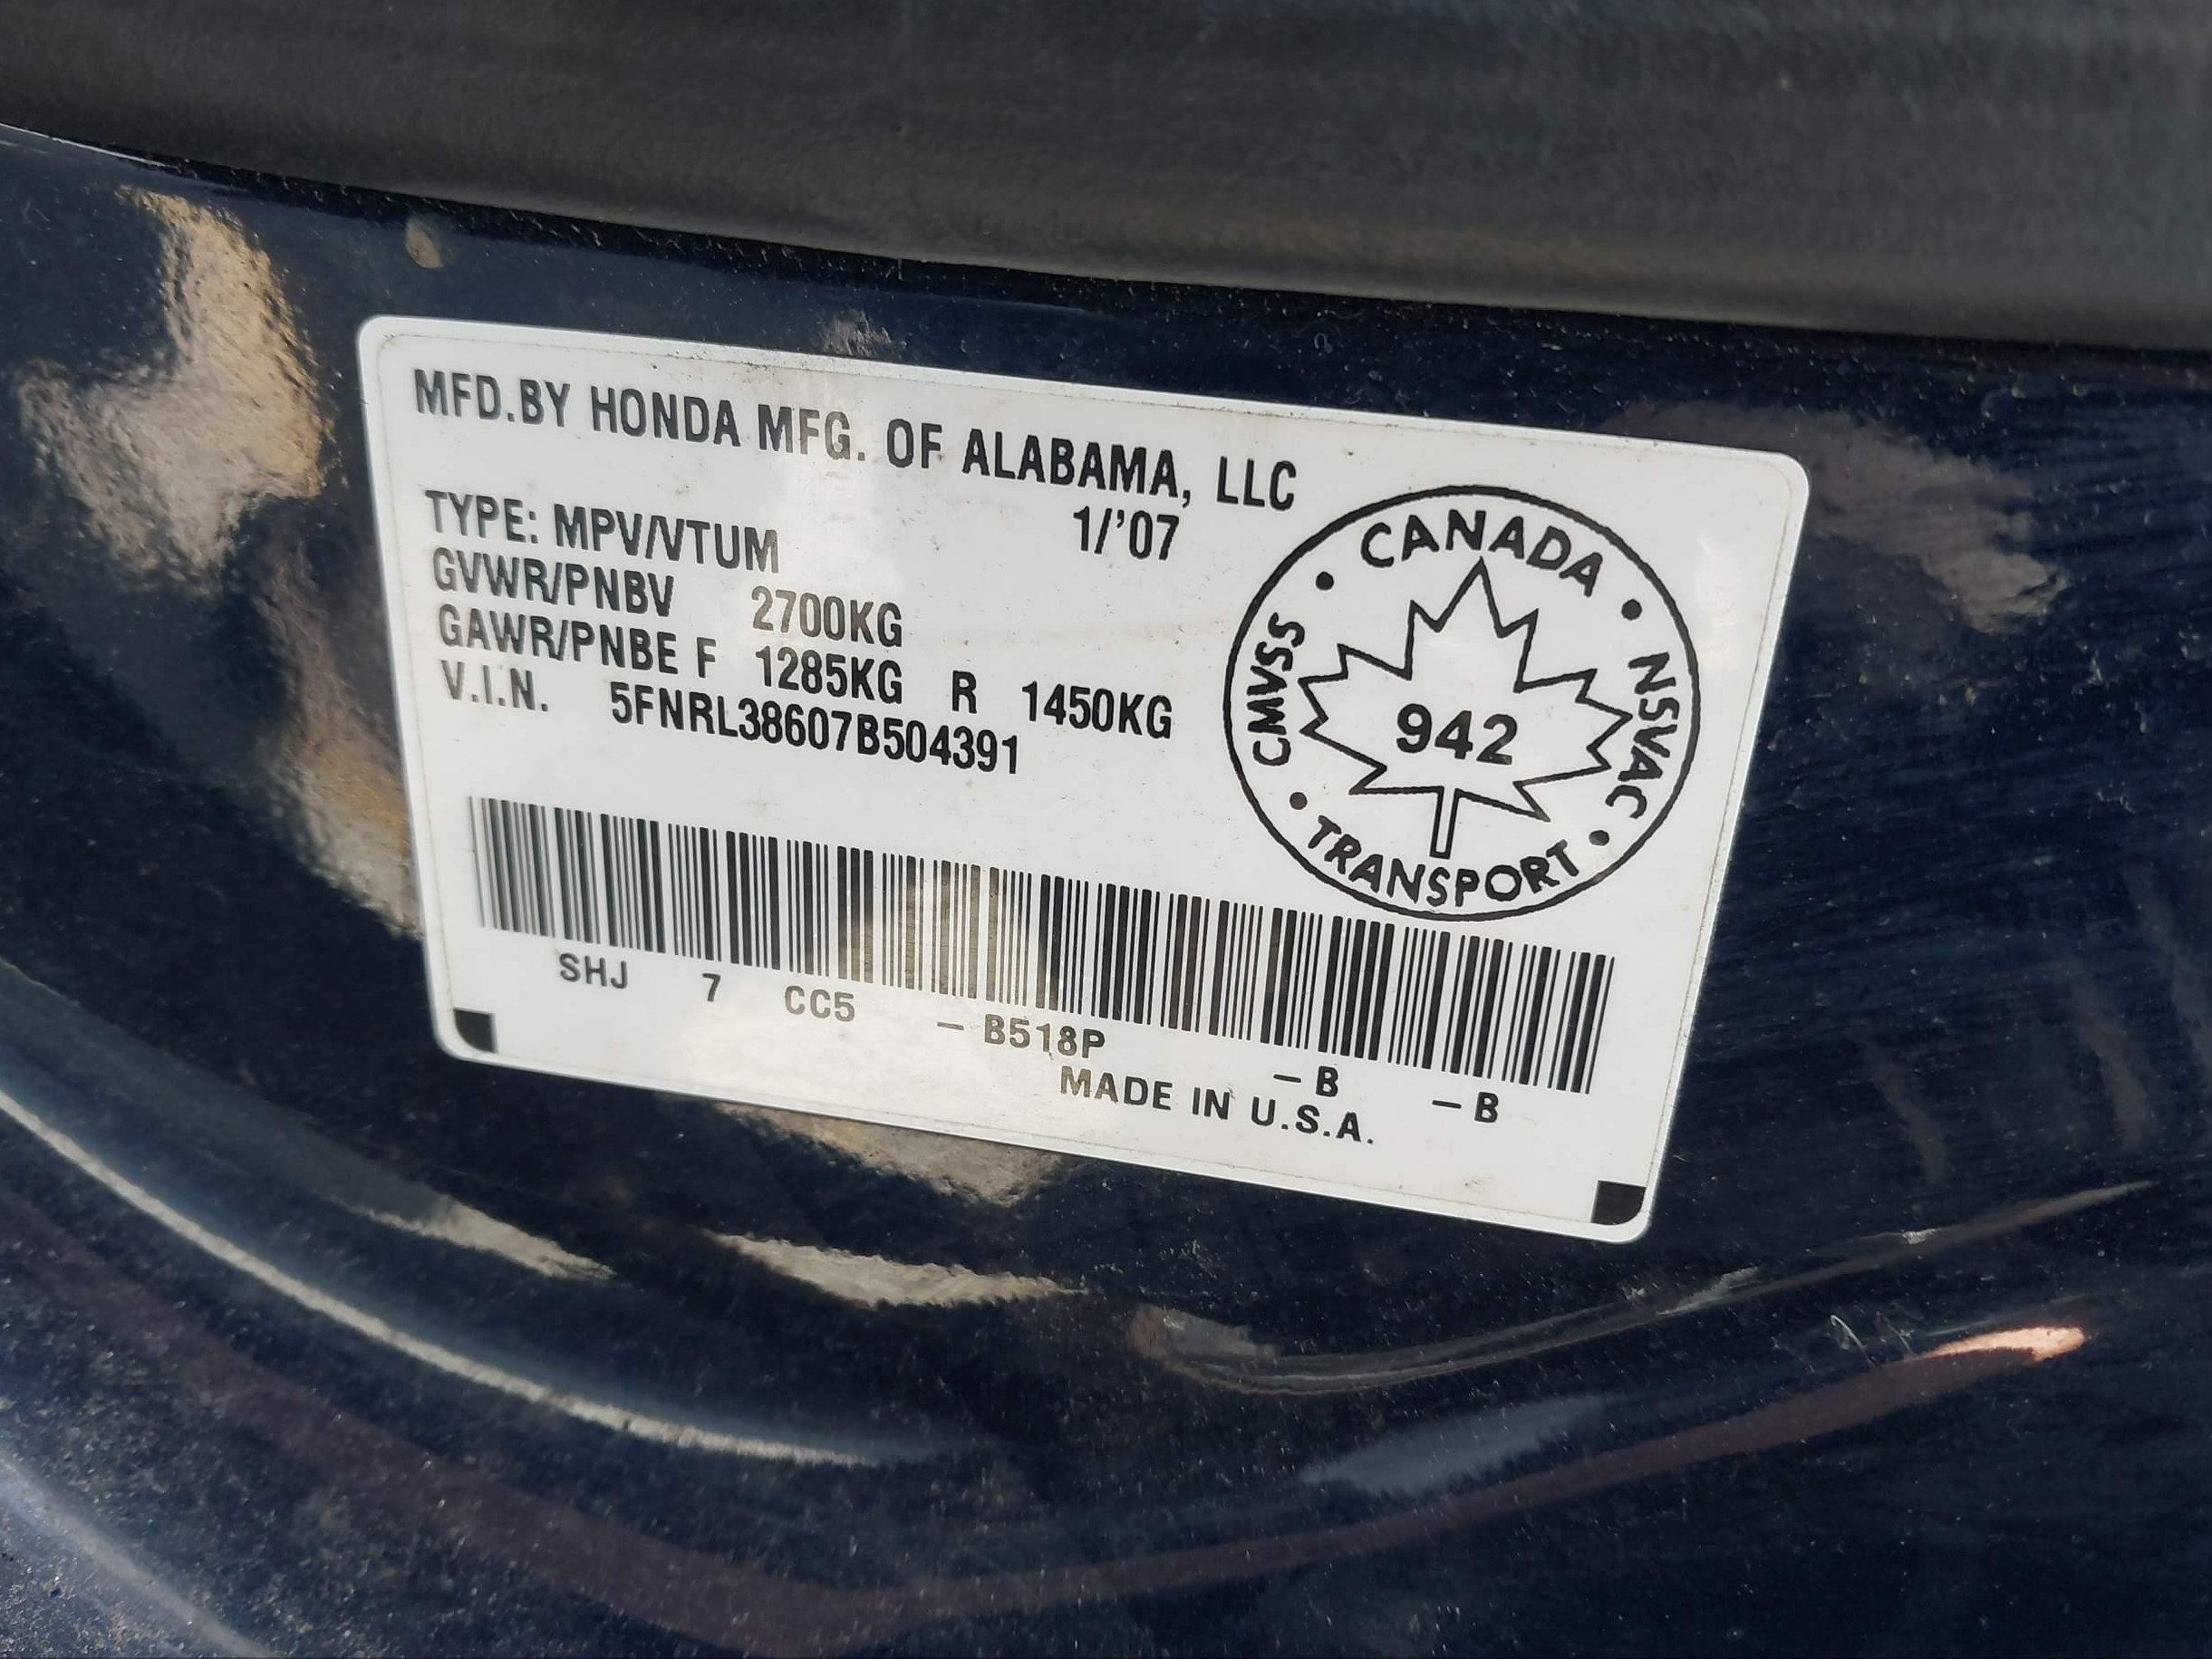 MFD.BY HONDA MFG. OF ALABAMA, LLC
1/'07
TYPE: MPV/VTUM
GVWR/PNBV 2700KG
GAWR/PNBE F 1285KG R 1450KG
V.I.N. 5FNRL38607B504391
CANADA
CMVSS
NSVAC
942
TRANSPORT
SHJ 7 CC5 - B518P - B - B
MADE IN U.S.A.